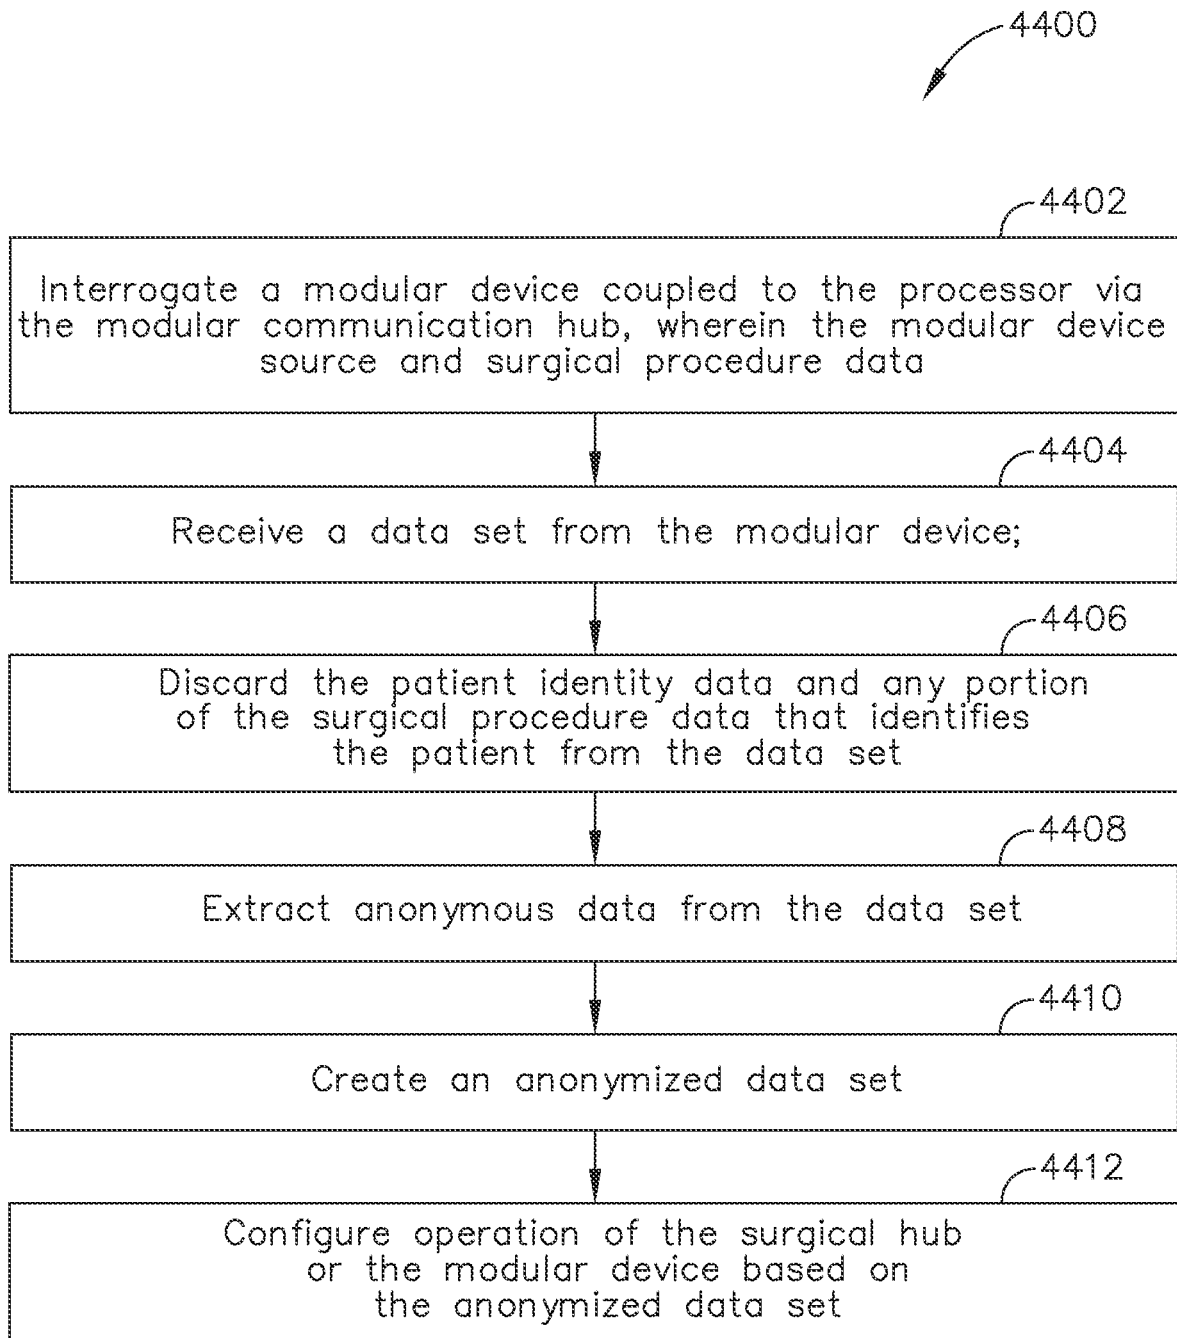 4400
4402
Interrogate a modular device coupled to the processor via
the modular communication hub, wherein the modular device
source and surgical procedure data
4404
Receive a data set from the modular device;
4406
Discard the patient identity data and any portion
of the surgical procedure data that identifies
the patient from the data set
4408
Extract anonymous data from the data set
4410
Create an anonymized data set
4412
Configure operation of the surgical hub
or the modular device based on
the anonymized data set